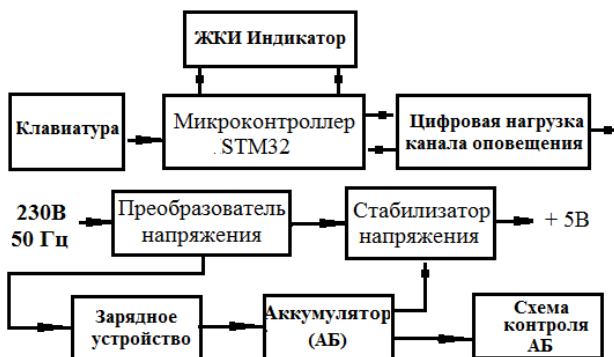 ЖКИ Индикатор
Клавиатура
Микроконтроллер
STM32
Цифровая нагрузка
канала оповещения
230В
50 Гц
Преобразователь
напряжения
Стабилизатор
напряжения
+ 5В
Зарядное
устройство
Аккумулятор
(АБ)
Схема
контроля
АБ